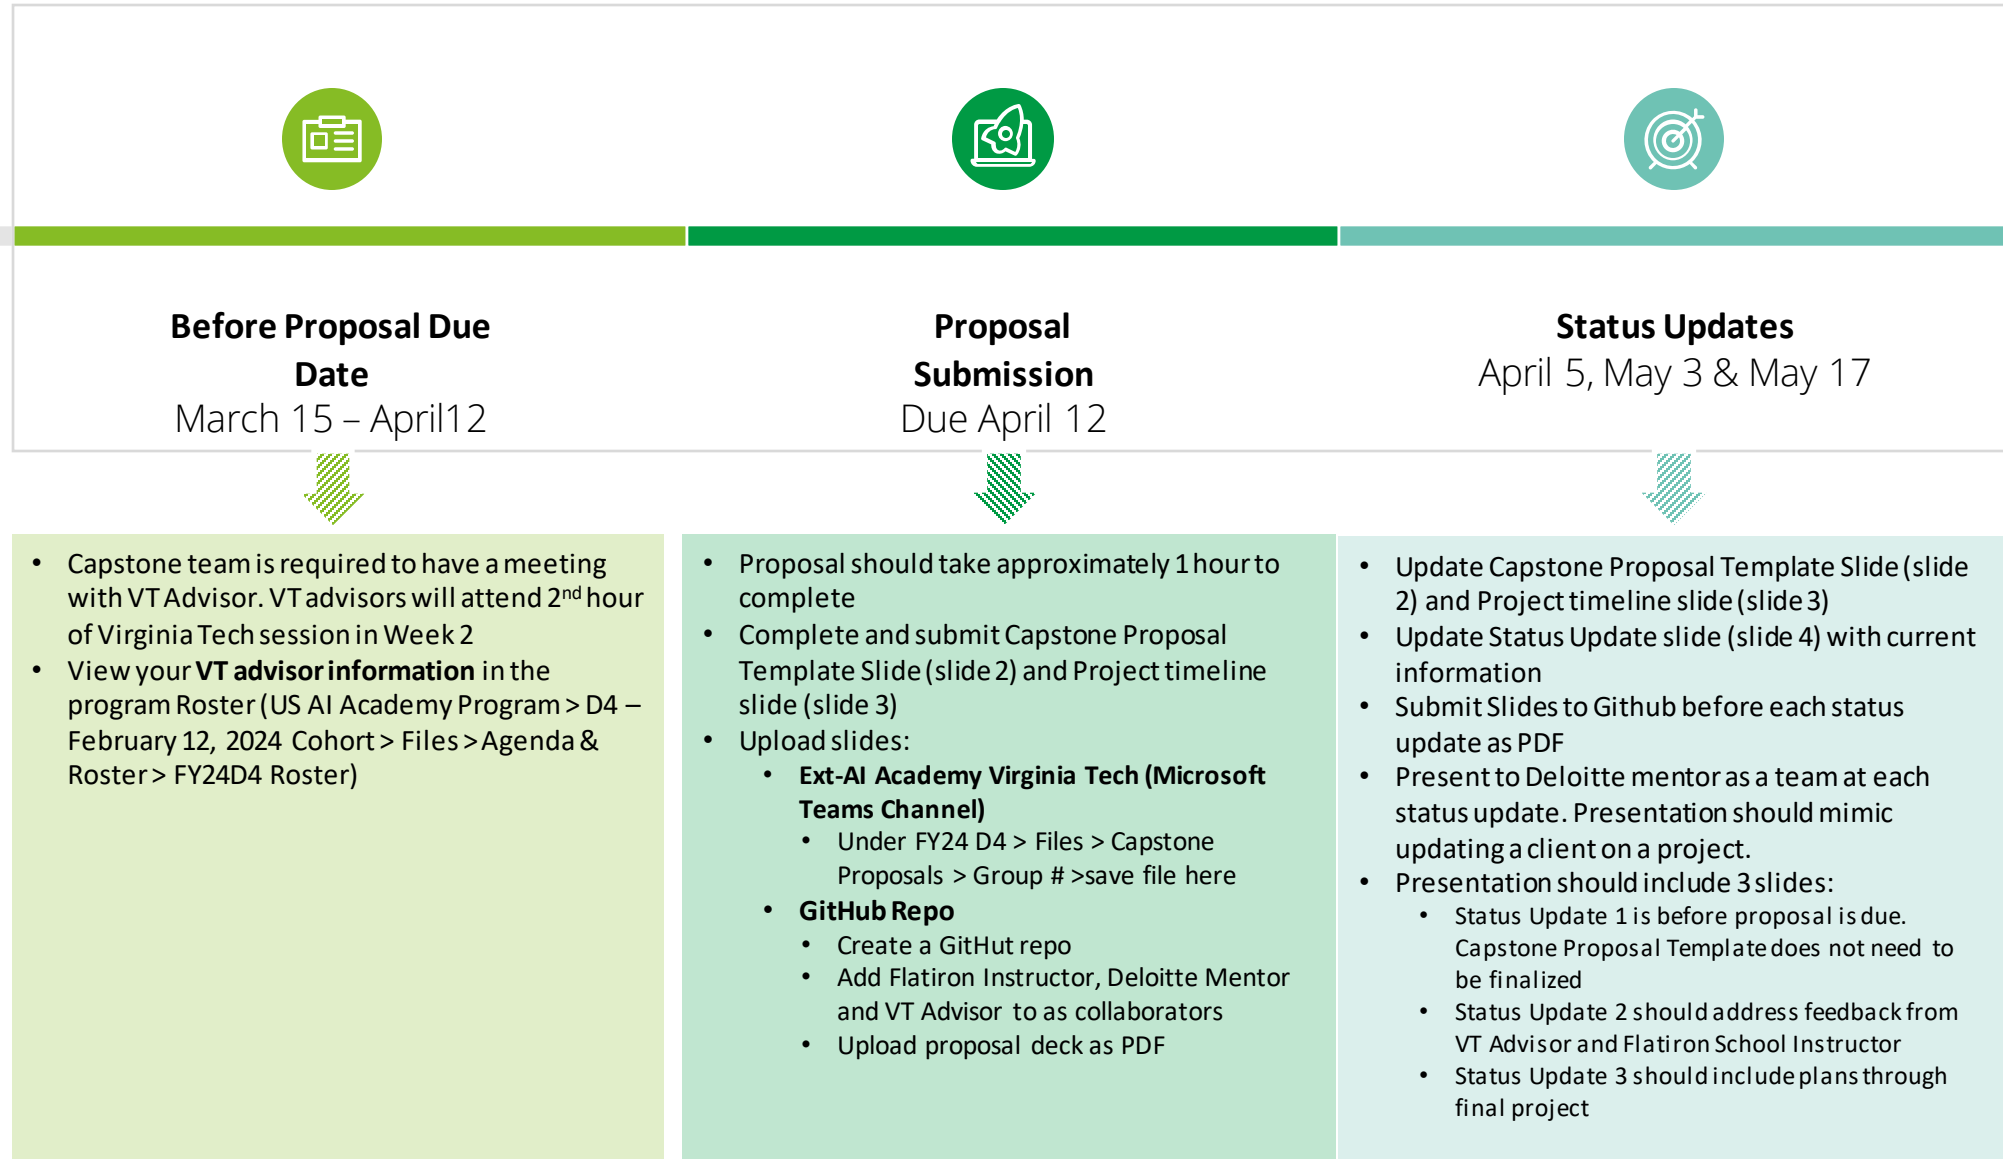 Before Proposal Due
Date
March 15 – April12
Proposal
Submission
Due April 12
Status Updates
April 5, May 3 & May 17
• Capstone team is required to have a meeting
with VT Advisor. VT advisors will attend 2nd hour
of Virginia Tech session in Week 2
• View your VT advisor information in the
program Roster (US AI Academy Program > D4 –
February 12, 2024 Cohort > Files > Agenda &
Roster > FY24D4 Roster)
• Proposal should take approximately 1 hour to
complete
• Complete and submit Capstone Proposal
Template Slide (slide 2) and Project timeline
slide (slide 3)
• Upload slides:
• Ext-AI Academy Virginia Tech (Microsoft
Teams Channel)
• Under FY24 D4 > Files > Capstone
Proposals > Group # >save file here
• GitHub Repo
• Create a GitHut repo
• Add Flatiron Instructor, Deloitte Mentor
and VT Advisor to as collaborators
• Upload proposal deck as PDF
• Update Capstone Proposal Template Slide (slide
2) and Project timeline slide (slide 3)
• Update Status Update slide (slide 4) with current
information
• Submit Slides to Github before each status
update as PDF
• Present to Deloitte mentor as a team at each
status update. Presentation should mimic
updating a client on a project.
• Presentation should include 3 slides:
• Status Update 1 is before proposal is due.
Capstone Proposal Template does not need to
be finalized
• Status Update 2 should address feedback from
VT Advisor and Flatiron School Instructor
• Status Update 3 should include plans through
final project